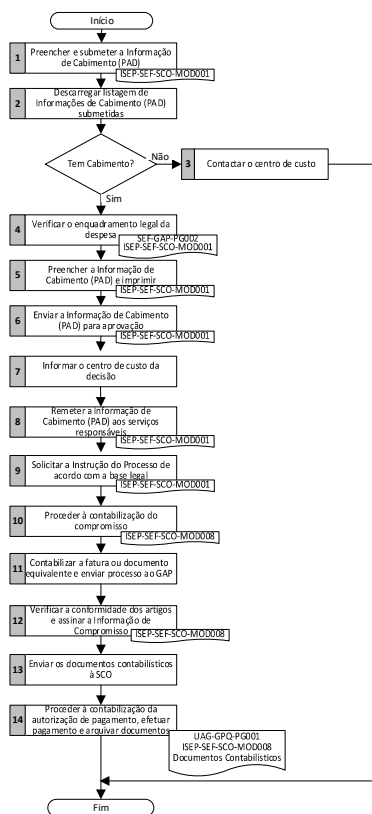 Início
1
Preencher e submeter a Informação
de Cabimento (PAD)
ISEP-SEF-SCO-MOD001
2
Descarregar listagem de
Informações de Cabimento (PAD)
submetidas
Tem Cabimento?
Não
3
Contactar o centro de custo
Sim
4
Verificar o enquadramento legal da
despesa
SEF-GAP-PG002
ISEP-SEF-SCO-MOD001
5
Preencher a Informação de
Cabimento (PAD) e imprimir
ISEP-SEF-SCO-MOD001
6
Enviar a Informação de Cabimento
(PAD) para aprovação
ISEP-SEF-SCO-MOD001
7
Informar o centro de custo da
decisão
8
Remeter a Informação de
Cabimento (PAD) aos serviços
responsáveis
ISEP-SEF-SCO-MOD001
9
Solicitar a Instrução do Processo de
acordo com a base legal
ISEP-SEF-SCO-MOD001
10
Proceder à contabilização do
compromisso
ISEP-SEF-SCO-MOD008
11
Contabilizar a fatura ou documento
equivalente e enviar processo ao GAP
12
Verificar a conformidade dos artigos
e assinar a Informação de
Compromisso
ISEP-SEF-SCO-MOD008
13
Enviar os documentos contabilísticos
à SCO
14
Proceder à contabilização da
autorização de pagamento, efetuar
pagamento e arquivar documentos
UAG-GPQ-PG001
ISEP-SEF-SCO-MOD008
Documentos Contabilísticos
Fim